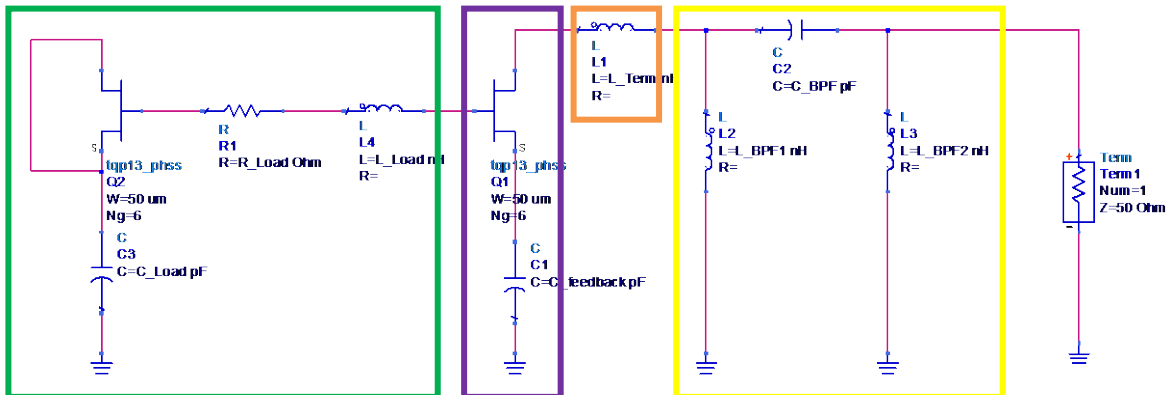 L
L1
L=L_Term nH
R=
C
C2
C=C_BPF pF
R
R1
R=R_Load Ohm
L
L4
L=L_Load nH
R=
L
L2
L=L_BPF1 nH
R=
L
L3
L=L_BPF2 nH
R=
S
tqp13_phss
Q2
W=50 um
Ng=6
S
tqp13_phss
Q1
W=50 um
Ng=6
+
Term
Term1
Num=1
Z=50 Ohm
-
C
C3
C=C_Load pF
C
C1
C=C_feedback pF